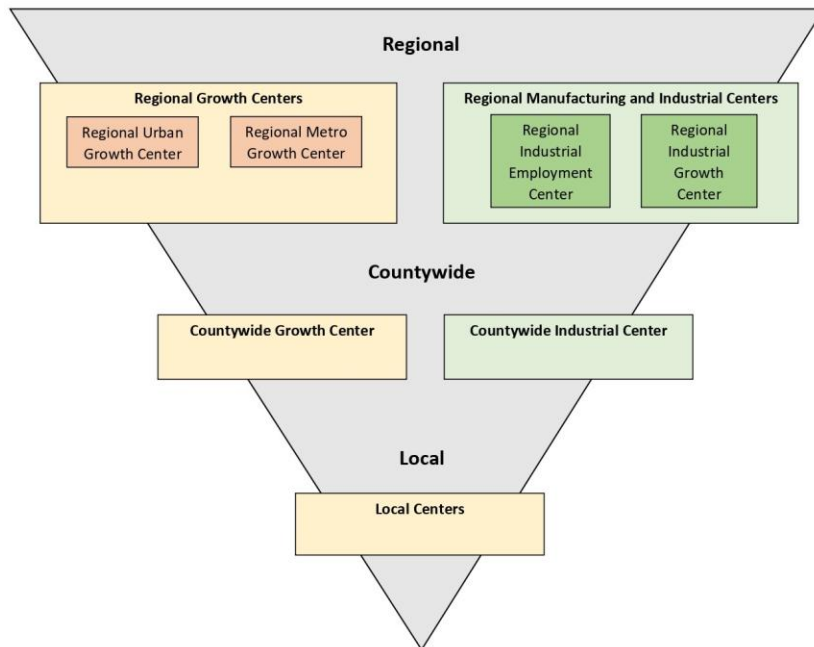 Regional
Regional Growth Centers
Regional Urban
Growth Center
Regional Metro
Growth Center
Regional Manufacturing and Industrial Centers
Regional
Industrial
Employment
Center
Regional
Industrial
Growth
Center
Countywide
Countywide Growth Center
Countywide Industrial Center
Local
Local Centers